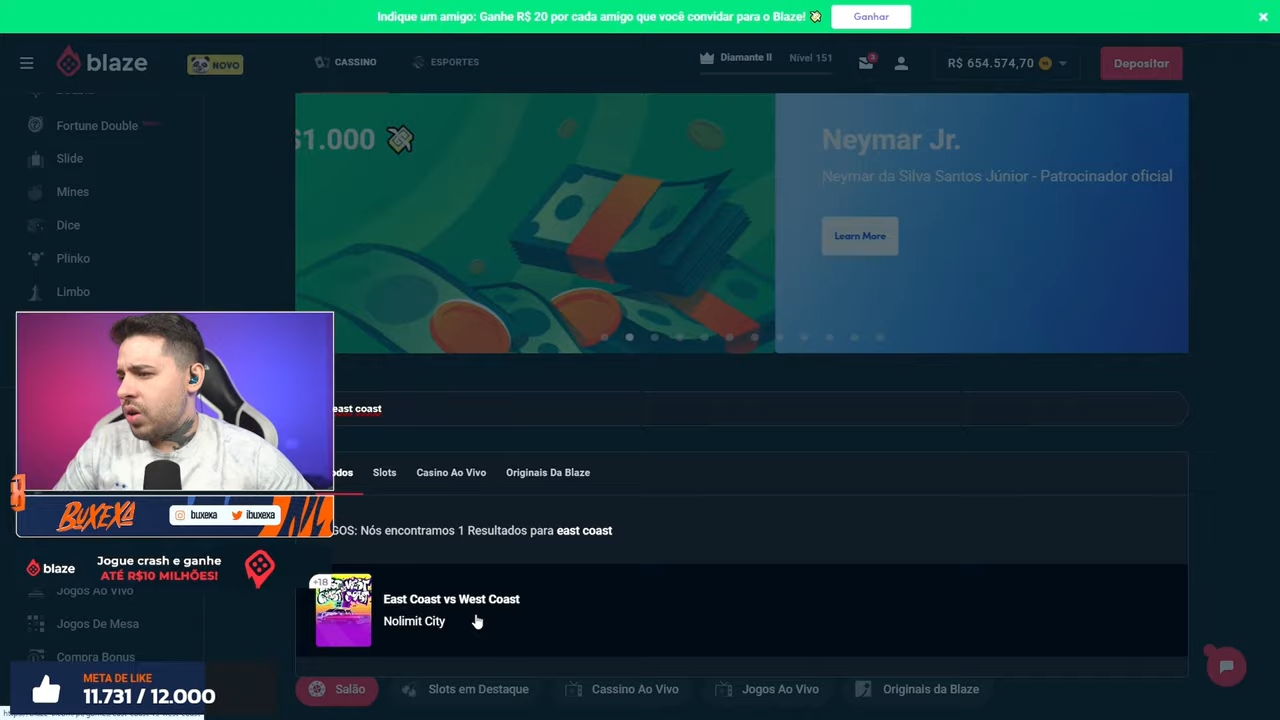 Indique um amigo: Ganhe R$ 20 por cada amigo que você convidar para o Blaze!
Ganhar
blaze
NOVO
CASSINO
ESPORTES
Diamante II
Nível 151
3
R$ 654.574,70
Depositar
Fortune Double
Slide
Mines
Dice
Plinko
Limbo
$1.000
Neymar Jr.
Neymar da Silva Santos Júnior - Patrocinador oficial
Learn More
east coast
Slots
Casino Ao Vivo
Originais Da Blaze
GOS: Nós encontramos 1 Resultados para east coast
+18
East Coast vs West Coast
Nolimit City
BUXEXA
buxexa
ibuxexa
blaze
Jogue crash e ganhe
ATÉ R$10 MILHÕES!
Jogos Ao Vivo
Jogos De Mesa
Compra Bonus
META DE LIKE
11.731 / 12.000
Salão
Slots em Destaque
Cassino Ao Vivo
Jogos Ao Vivo
Originais da Blaze